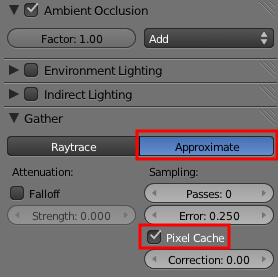 Ambient Occlusion
Factor: 1.00 Add
Environment Lighting
Indirect Lighting
Gather
Raytrace Approximate
Attenuation: Sampling:
Falloff Passes: 0
Strength: 0.000 Error: 0.250
Pixel Cache
Correction: 0.00